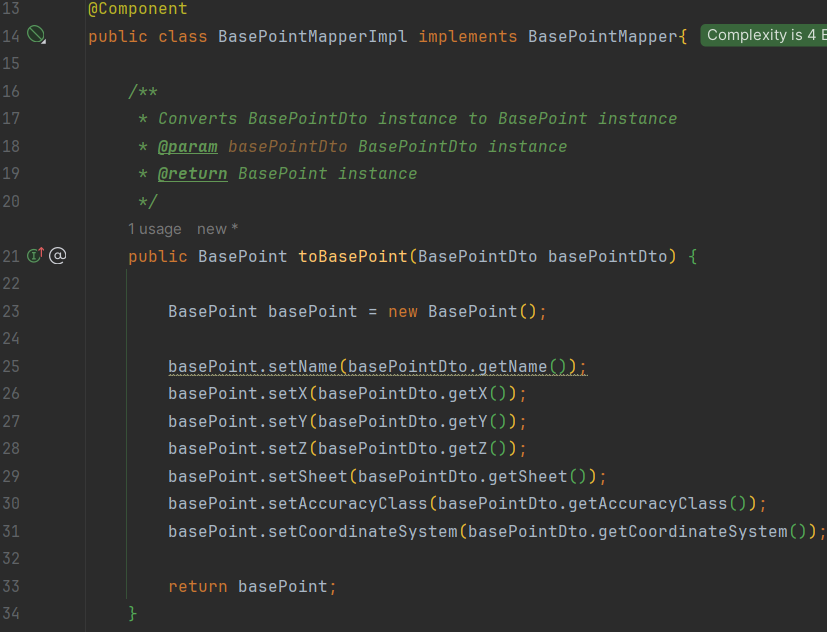 13 @Component
14 public class BasePointMapperImpl implements BasePointMapper{ Complexity is 4
15
16 /**
17 * Converts BasePointDto instance to BasePoint instance
18 * @param basePointDto BasePointDto instance
19 * @return BasePoint instance
20 */
1 usage new *
21 @ public BasePoint toBasePoint(BasePointDto basePointDto) {
22
23 BasePoint basePoint = new BasePoint();
24
25 basePoint.setName(basePointDto.getName());
26 basePoint.setX(basePointDto.getX());
27 basePoint.setY(basePointDto.getY());
28 basePoint.setZ(basePointDto.getZ());
29 basePoint.setSheet(basePointDto.getSheet());
30 basePoint.setAccuracyClass(basePointDto.getAccuracyClass());
31 basePoint.setCoordinateSystem(basePointDto.getCoordinateSystem());
32
33 return basePoint;
34 }